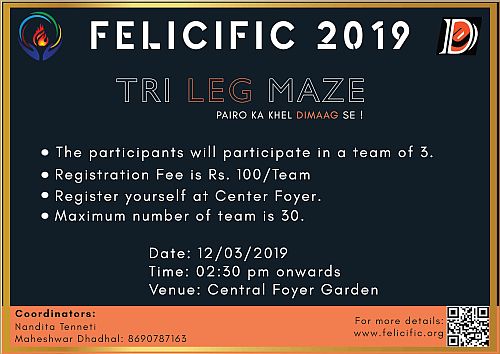 FELICIFIC 2019
TRI LEG MAZE
PAIRO KA KHEL DIMAAG SE !
The participants will participate in a team of 3.
Registration Fee is Rs. 100/Team
Register yourself at Center Foyer.
Maximum number of team is 30.
Date: 12/03/2019
Time: 02:30 pm onwards
Venue: Central Foyer Garden
Coordinators:
Nandita Tenneti
Maheshwar Dhadhal: 8690787163
For more details:
www.felicific.org